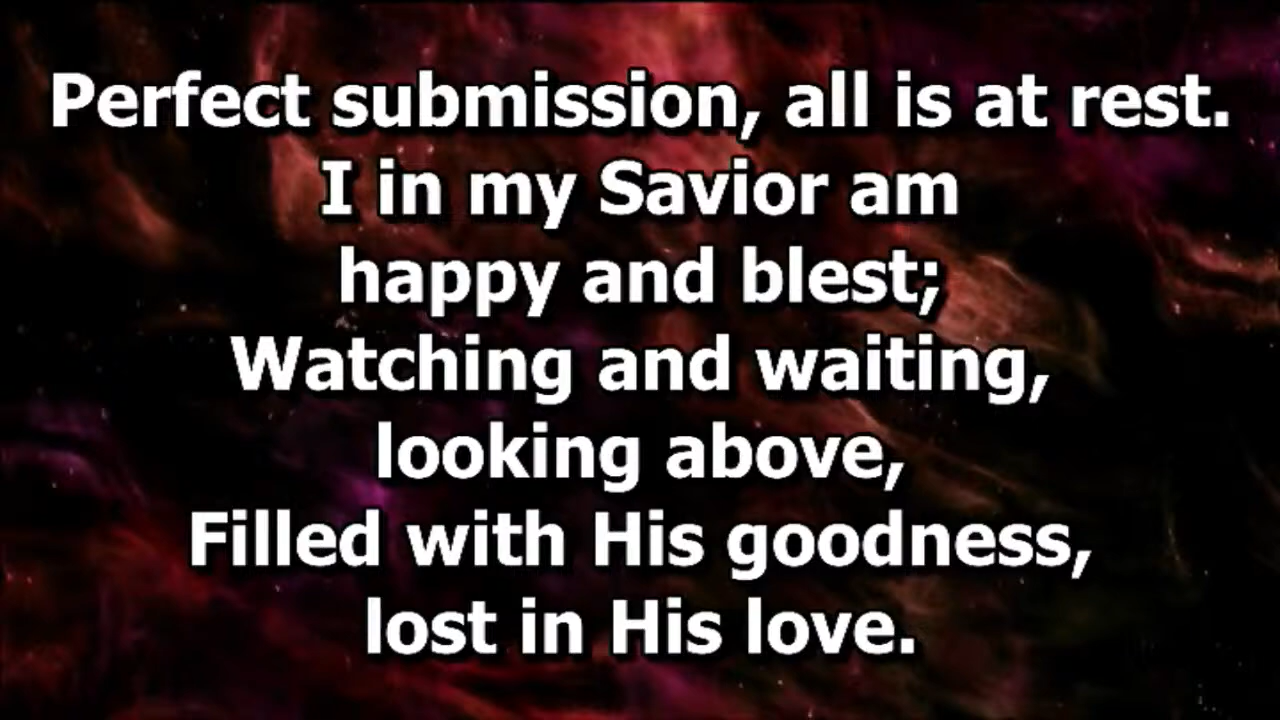 Perfect submission, all is at rest.
I in my Savior am
happy and blest;
Watching and waiting,
looking above,
Filled with His goodness,
lost in His love.